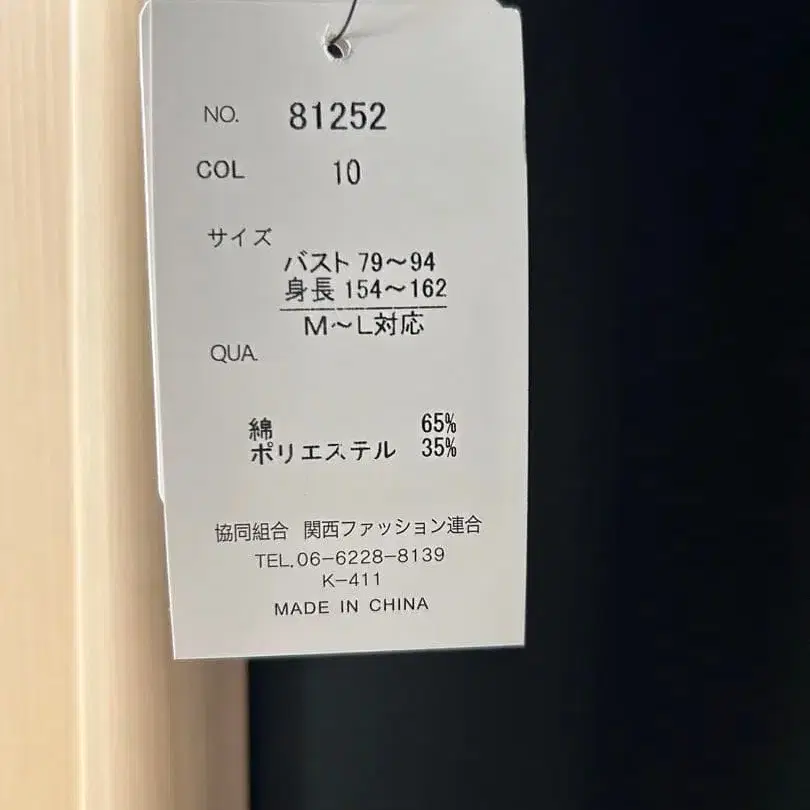 NO. 81252
COL 10
サイズ
バスト 79～94
身長 154～162
M～L対応
QUA.
綿 65%
ポリエステル 35%
協同組合 関西ファッション連合
TEL.06-6228-8139
K-411
MADE IN CHINA